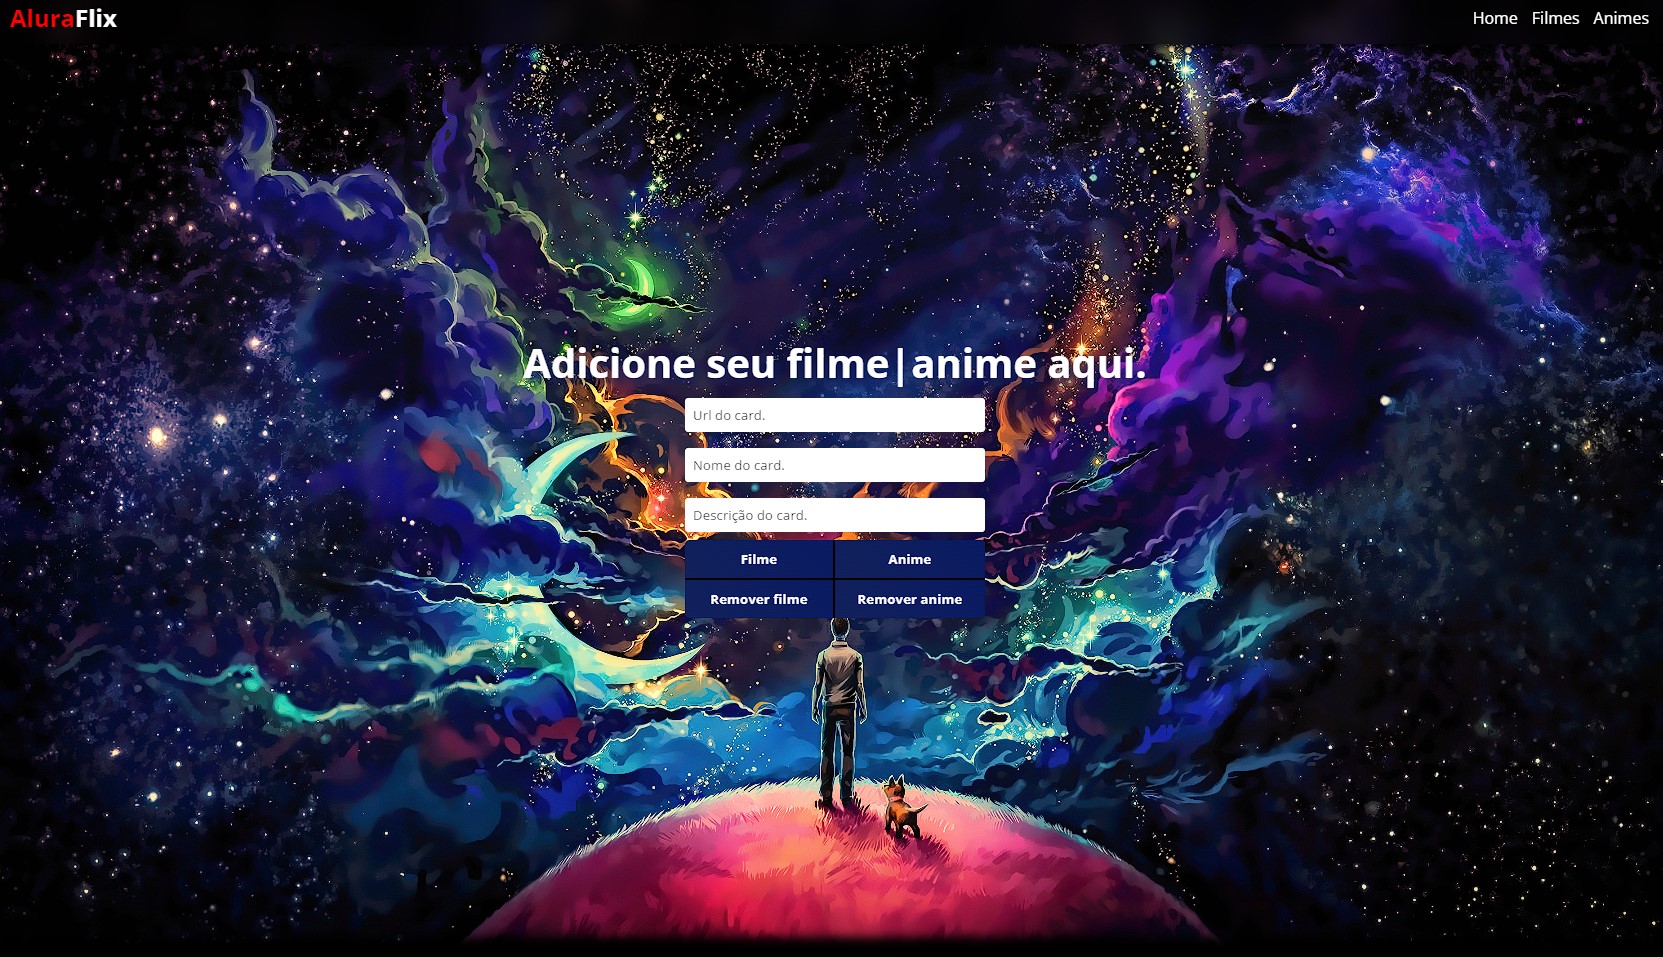 AluraFlix
Home Filmes Animes
Adicione seu filme|anime aqui.
Url do card.
Nome do card.
Descrição do card.
Filme Anime
Remover filme Remover anime